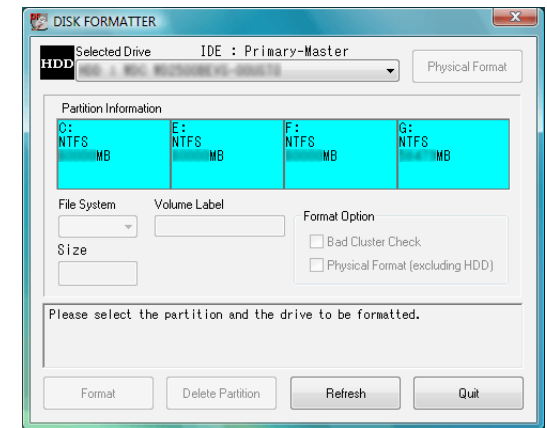 DISK FORMATTER
Selected Drive IDE : Primary-Master
HDD
Physical Format
Partition Information
C: E: F: G:
NTFS NTFS NTFS NTFS
MB MB MB MB
File System Volume Label
Format Option
Bad Cluster Check
Size
Physical Format (excluding HDD)
Please select the partition and the drive to be formatted.
Format Delete Partition Refresh Quit